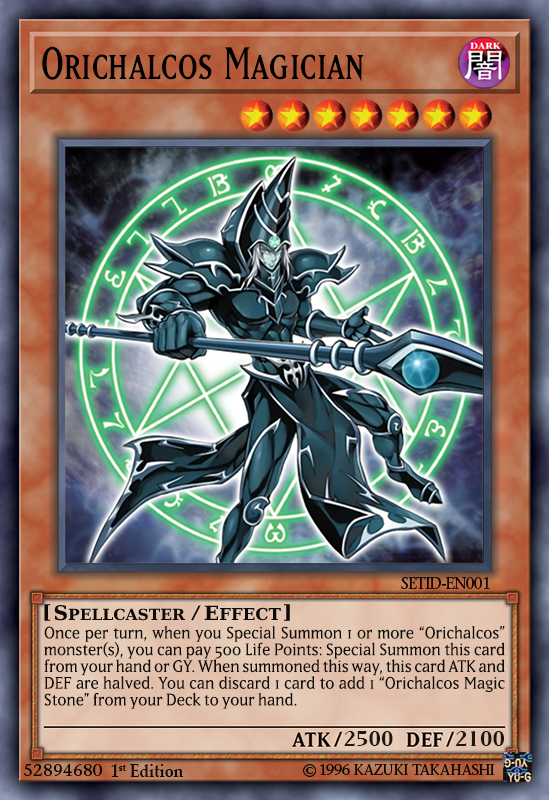 Orichalcos Magician
DARK
闇
SETID-EN001
[Spellcaster / Effect]
Once per turn, when you Special Summon 1 or more “Orichalcos”
monster(s), you can pay 500 Life Points: Special Summon this card
from your hand or GY. When summoned this way, this card ATK and
DEF are halved. You can discard 1 card to add 1 “Orichalcos Magic
Stone” from your Deck to your hand.
ATK/2500 DEF/2100
52894680 1st Edition © 1996 KAZUKI TAKAHASHI
YU-G